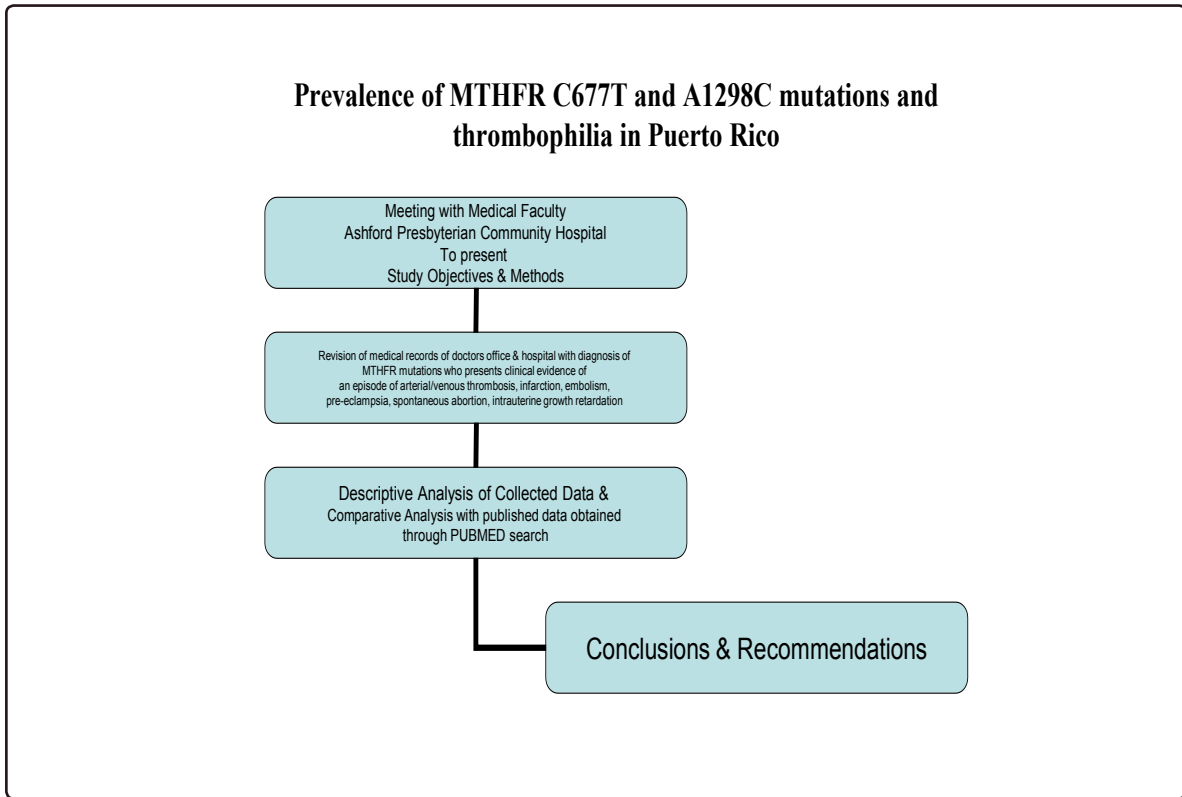 Prevalence of MTHFR C677T and A1298C mutations and
thrombophilia in Puerto Rico
Meeting with Medical Faculty
Ashford Presbyterian Community Hospital
To present
Study Objectives & Methods
Revision of medical records of doctors office & hospital with diagnosis of
MTHFR mutations who presents clinical evidence of
an episode of arterial/venous thrombosis, infarction, embolism,
pre-eclampsia, spontaneous abortion, intrauterine growth retardation
Descriptive Analysis of Collected Data &
Comparative Analysis with published data obtained
through PUBMED search
Conclusions & Recommendations